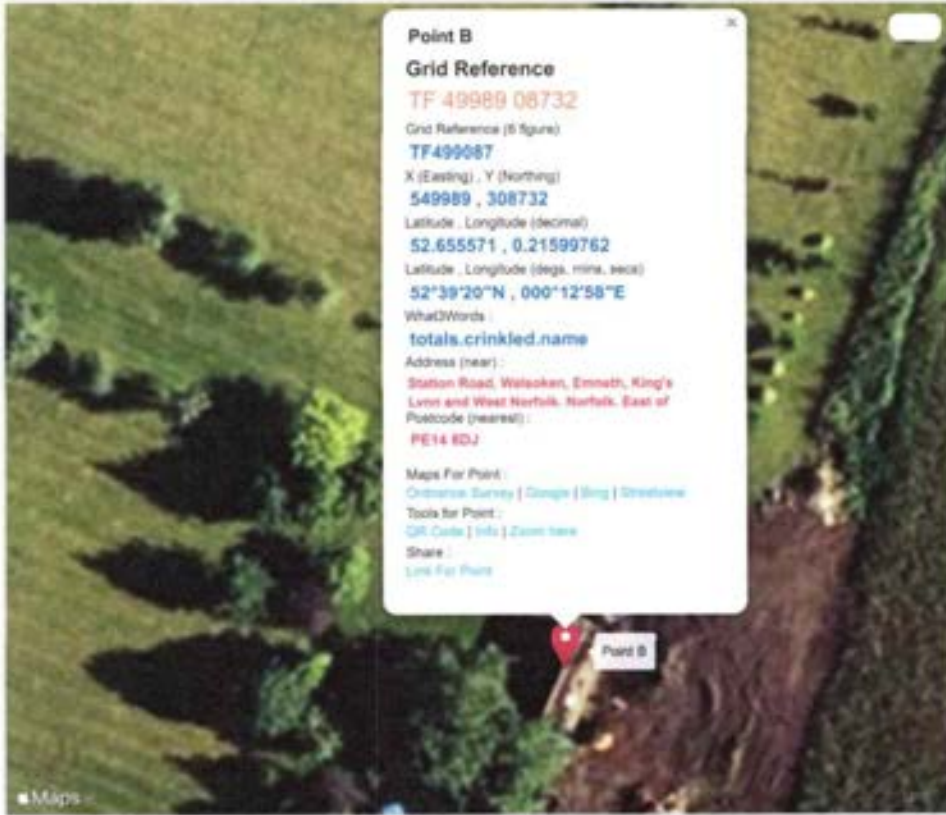 Point B
×
Grid Reference
TF 49989 08732
Grid Reference (6 figure)
TF499087
X (Easting) , Y (Northing)
549989 , 308732
Latitude , Longitude (decimal)
52.655571 , 0.21599762
Latitude , Longitude (degs, mins, secs)
52°39'20"N , 000°12'58"E
What3Words :
totals.crinkled.name
Address (near) :
Station Road, Walsoken, Emneth, King's
Lynn and West Norfolk, Norfolk, East of
Postcode (nearest) :
PE14 8DJ
Maps For Point :
Ordnance Survey | Google | Bing | Streetview
Tools for Point :
QR Code | Info | Zoom here
Share :
Link For Point
Point B
Maps